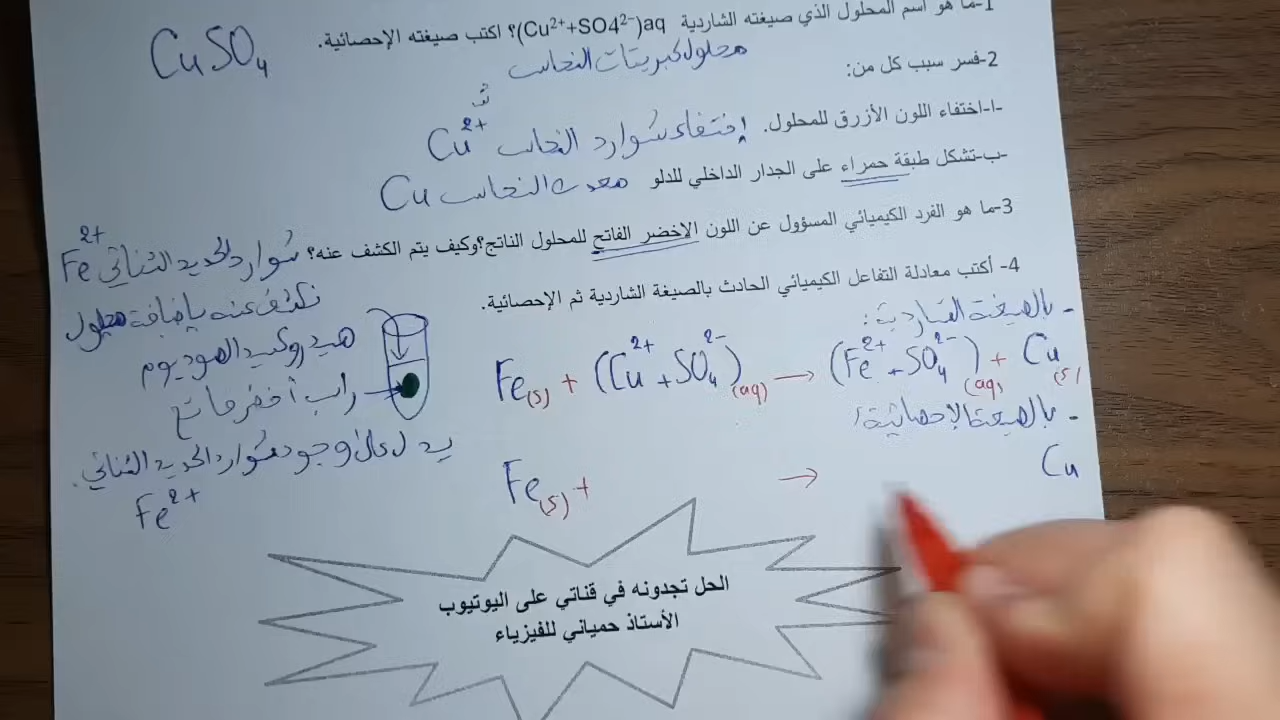 1-ما هو اسم المحلول الذي صيغته الشاردية (Cu²⁺+SO4²⁻)aq؟ اكتب صيغته الإحصائية.
CuSO₄
محلول كبريتات النحاس
2-فسر سبب كل من:
-ا-اختفاء اللون الأزرق للمحلول. إختفاء شوارد النحاس Cu²⁺
-ب-تشكل طبقة حمراء على الجدار الداخلي للدلو معدن النحاس Cu
3-ما هو الفرد الكيميائي المسؤول عن اللون الاخضر الفاتح للمحلول الناتج؟وكيف يتم الكشف عنه؟ شوارد الحديد الثنائي Fe²⁺
نكشف عنه بإضافة محلول
هيدروكيد الصوديوم
راسب أخضر فاتح
يدل على وجود شوارد الحديد الثنائي.
Fe²⁺
4- أكتب معادلة التفاعل الكيميائي الحادث بالصيغة الشاردية ثم الإحصائية.
- بالصيغة الشاردية:
Fe(s) + (Cu²⁺+SO₄²⁻)(aq) → (Fe²⁺+SO₄²⁻)(aq) + Cu(s)
- بالصيغة الإحصائية:
Fe(s) + → Cu
الحل تجدونه في قناتي على اليوتيوب
الأستاذ حمياني للفيزياء